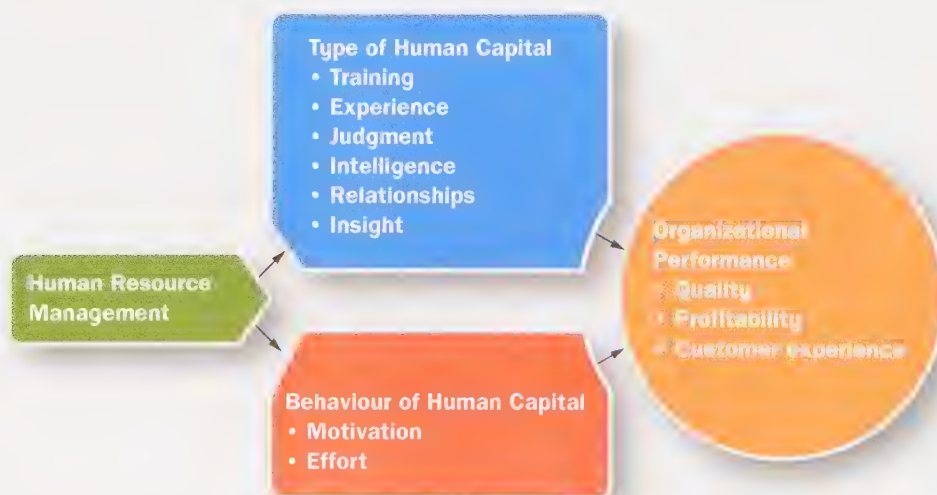 Human Resource
Management
Type of Human Capital
• Training
• Experience
• Judgment
• Intelligence
• Relationships
• Insight
Behaviour of Human Capital
• Motivation
• Effort
Organizational
Performance
• Quality
• Profitability
• Customer experience